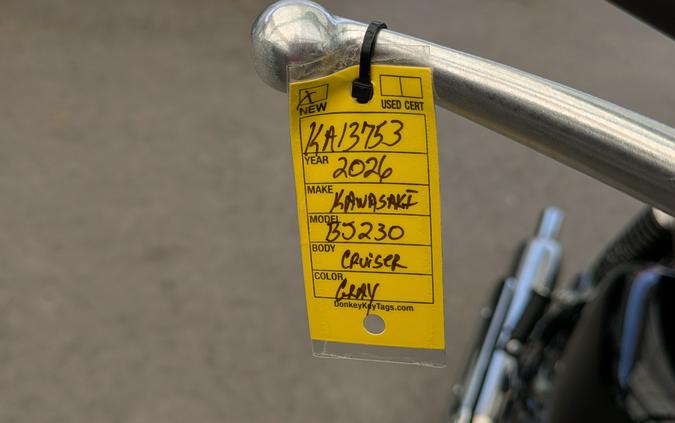 X
NEW USED CERT
KA13753
YEAR 2026
MAKE KAWASAKI
MODEL BJ230
BODY CRUISER
COLOR GRAY
DonkeyKeyTags.com